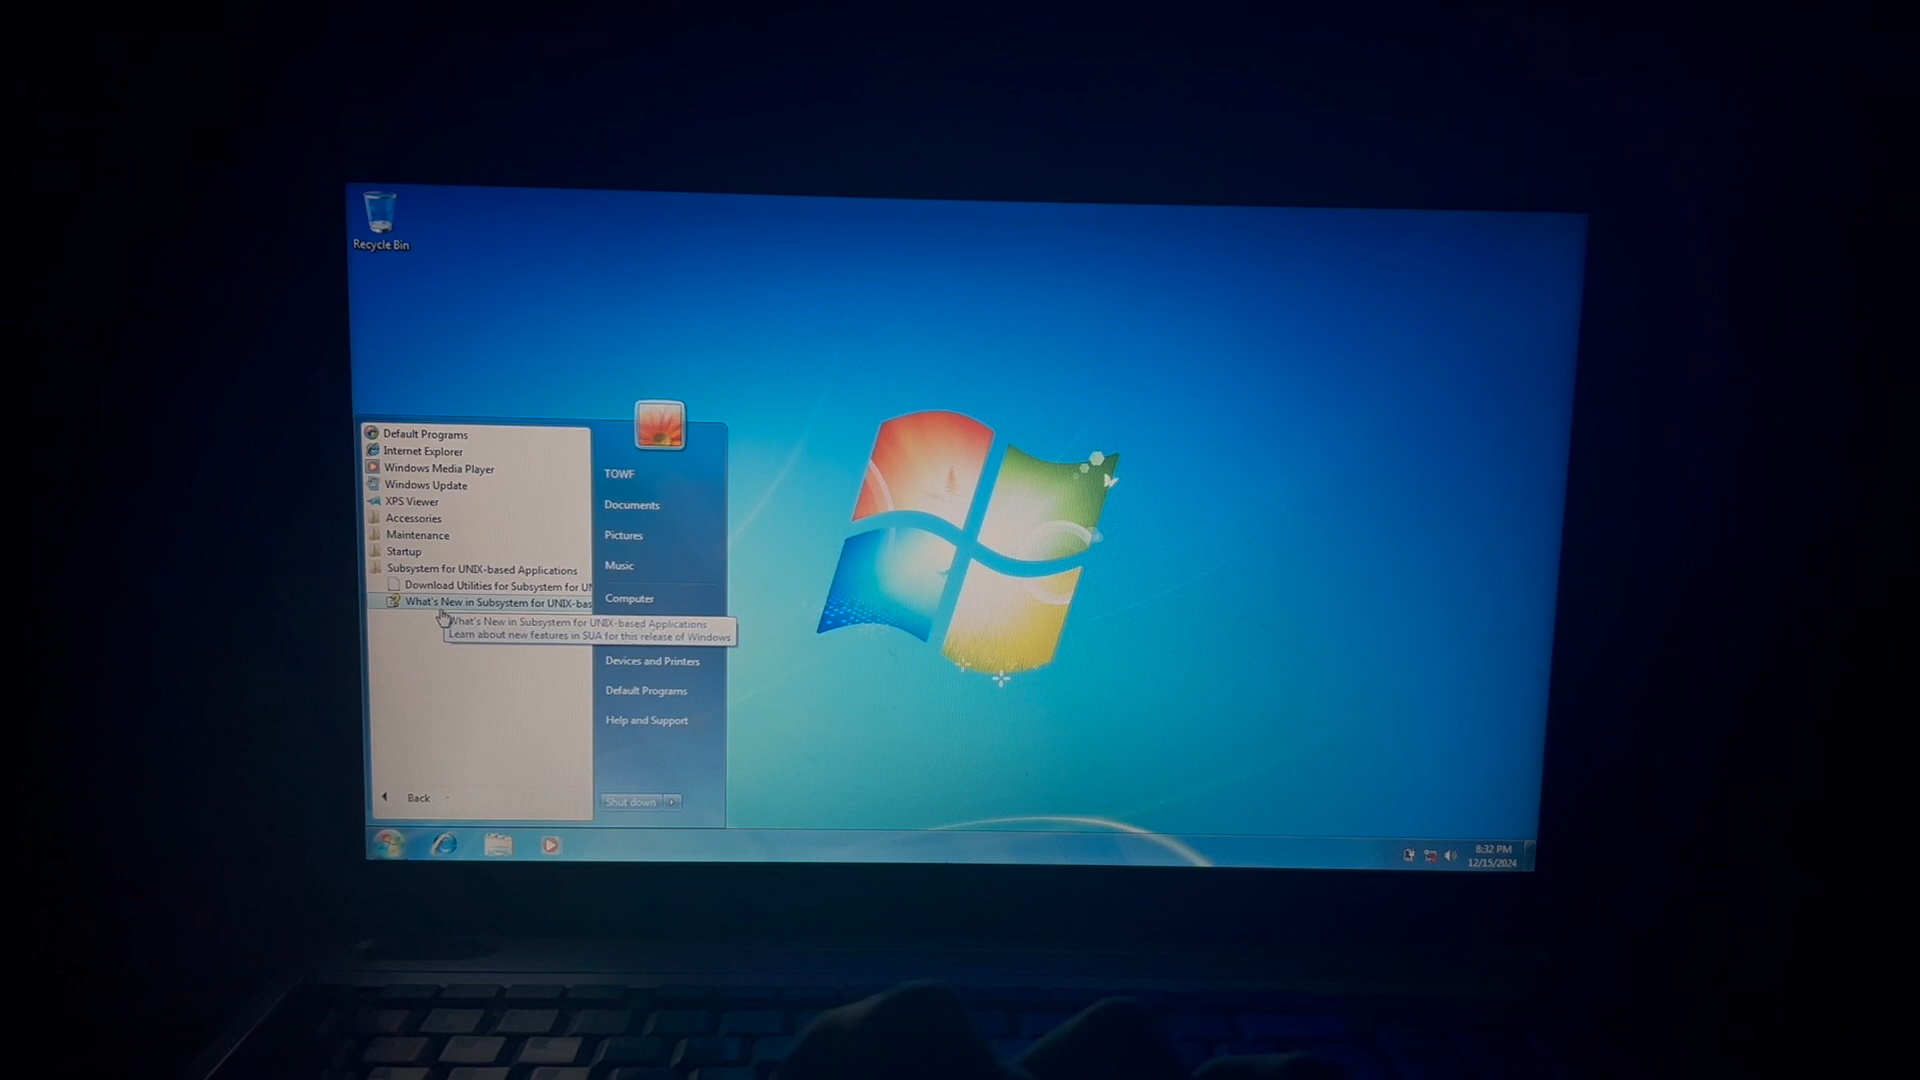 Recycle Bin
Default Programs
Internet Explorer
Windows Media Player
Windows Update
XPS Viewer
Accessories
Maintenance
Startup
Subsystem for UNIX-based Applications
Download Utilities for Subsystem for UN
What's New in Subsystem for UNIX-bas
What's New in Subsystem for UNIX-based Applications
Learn about new features in SUA for this release of Windows
Back
TOWF
Documents
Pictures
Music
Computer
Devices and Printers
Default Programs
Help and Support
Shut down
8:32 PM
12/15/2024